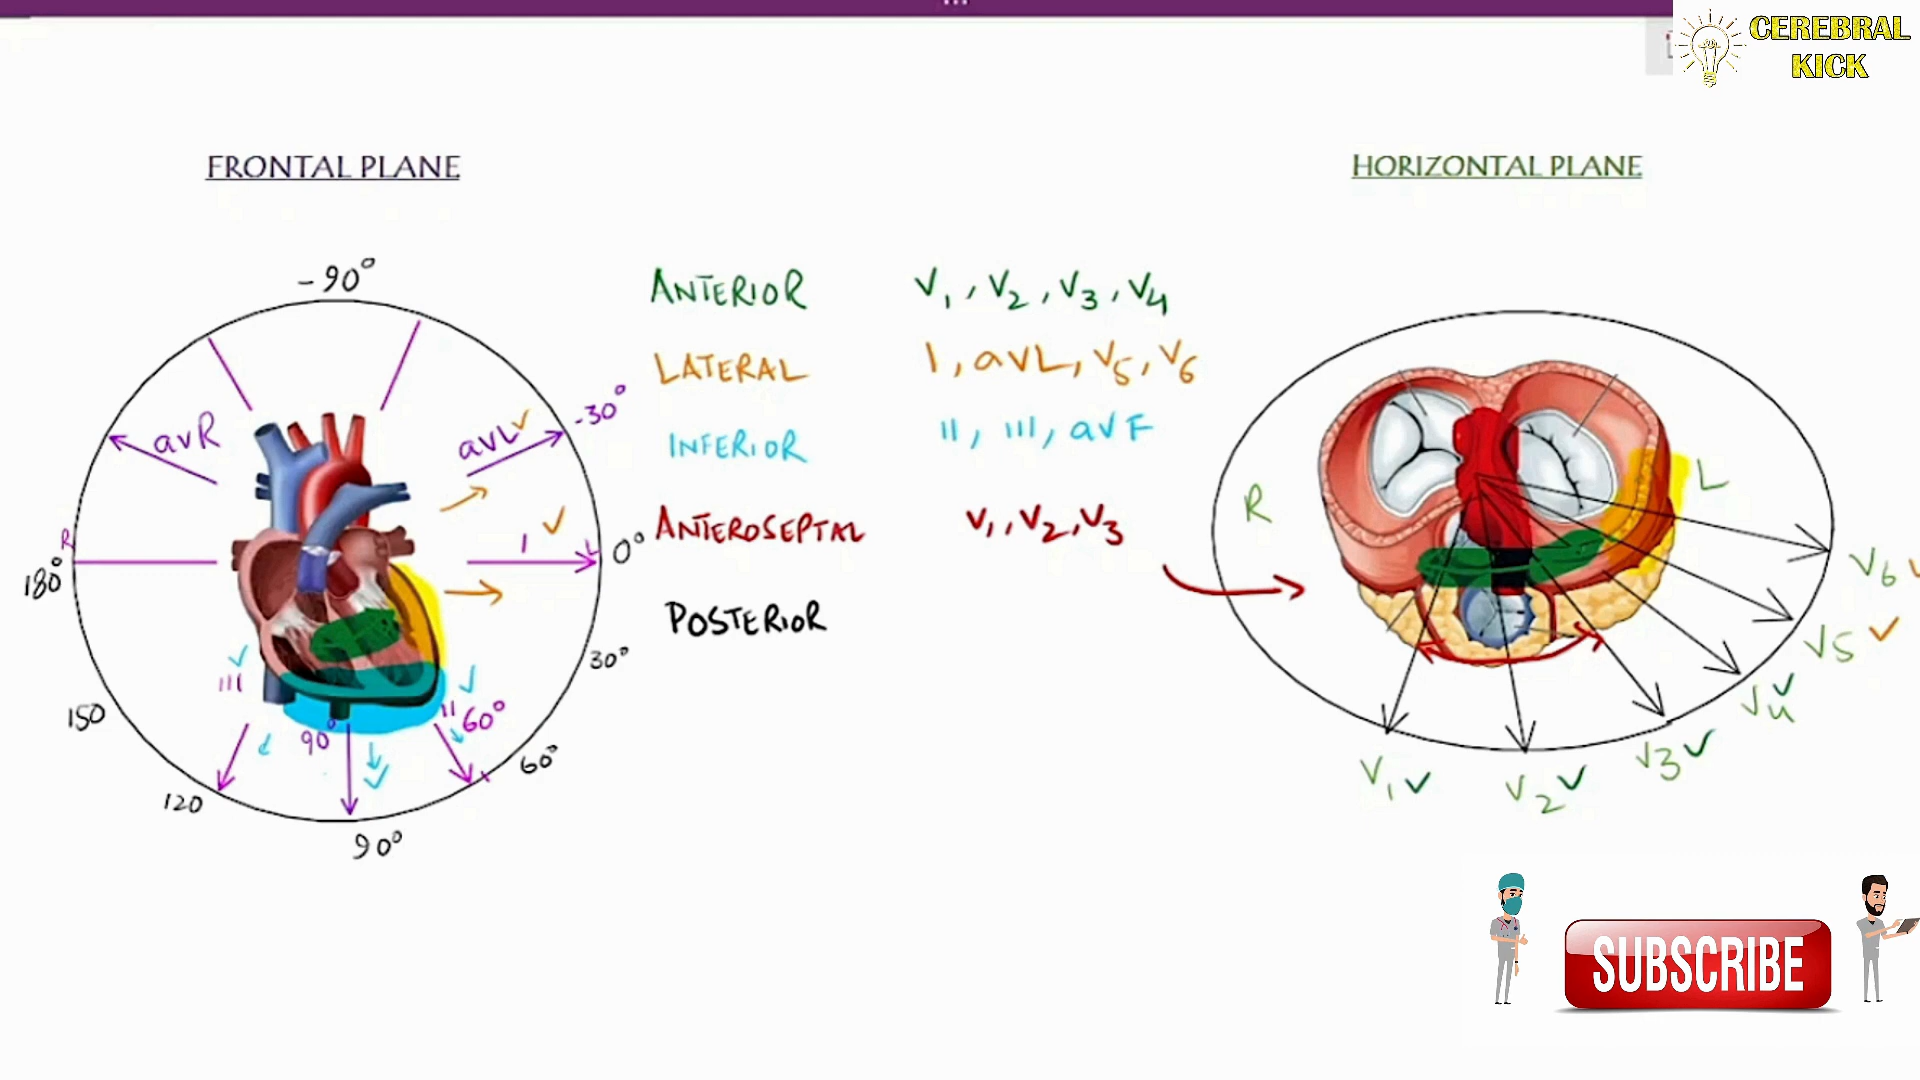 CEREBRAL
KICK
FRONTAL PLANE
HORIZONTAL PLANE
-90°
ANTERIOR V1, V2, V3, V4
LATERAL I, aVL, V5, V6
INFERIOR II, III, aVF
ANTEROSEPTAL V1, V2, V3
POSTERIOR
avR
avL ✓
-30°
R
180°
I ✓
L
0°
30°
150
✓
III
✓
II
60°
90°
✓
60°
120
90°
R
L
V6 ✓
V5 ✓
V4 ✓
V3 ✓
V1 ✓
V2 ✓
SUBSCRIBE